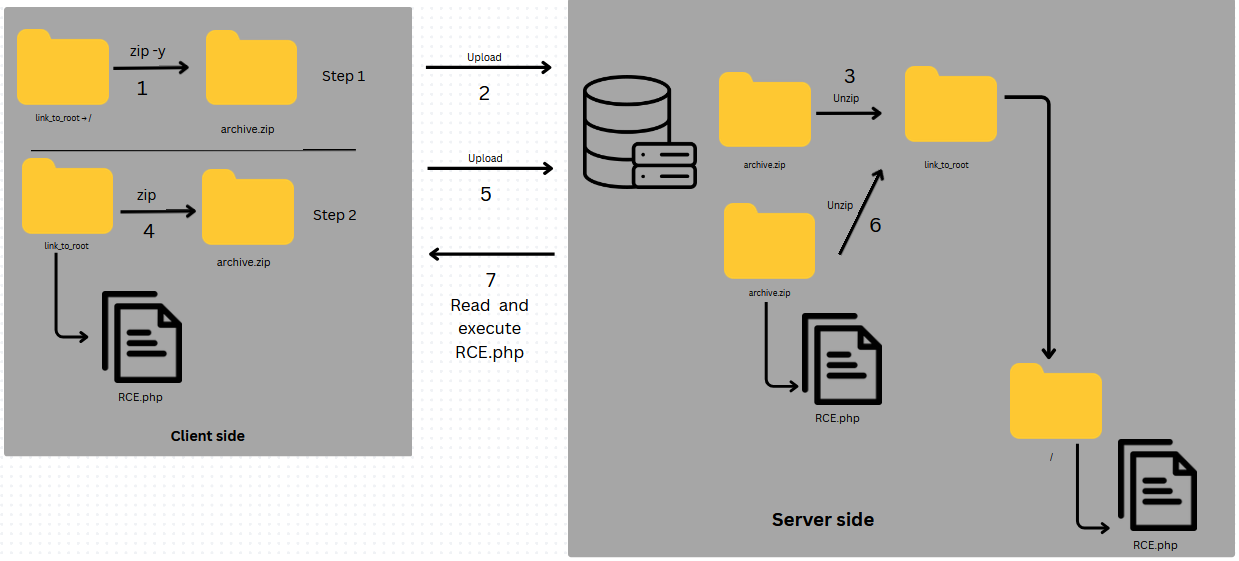 zip -y
1
Step 1
link_to_root → /
archive.zip
zip
4
Step 2
link_to_root
archive.zip
RCE.php
Client side
Upload
2
Upload
5
7
Read and
execute
RCE.php
3
Unzip
archive.zip
link_to_root
Unzip
6
archive.zip
RCE.php
/
RCE.php
Server side